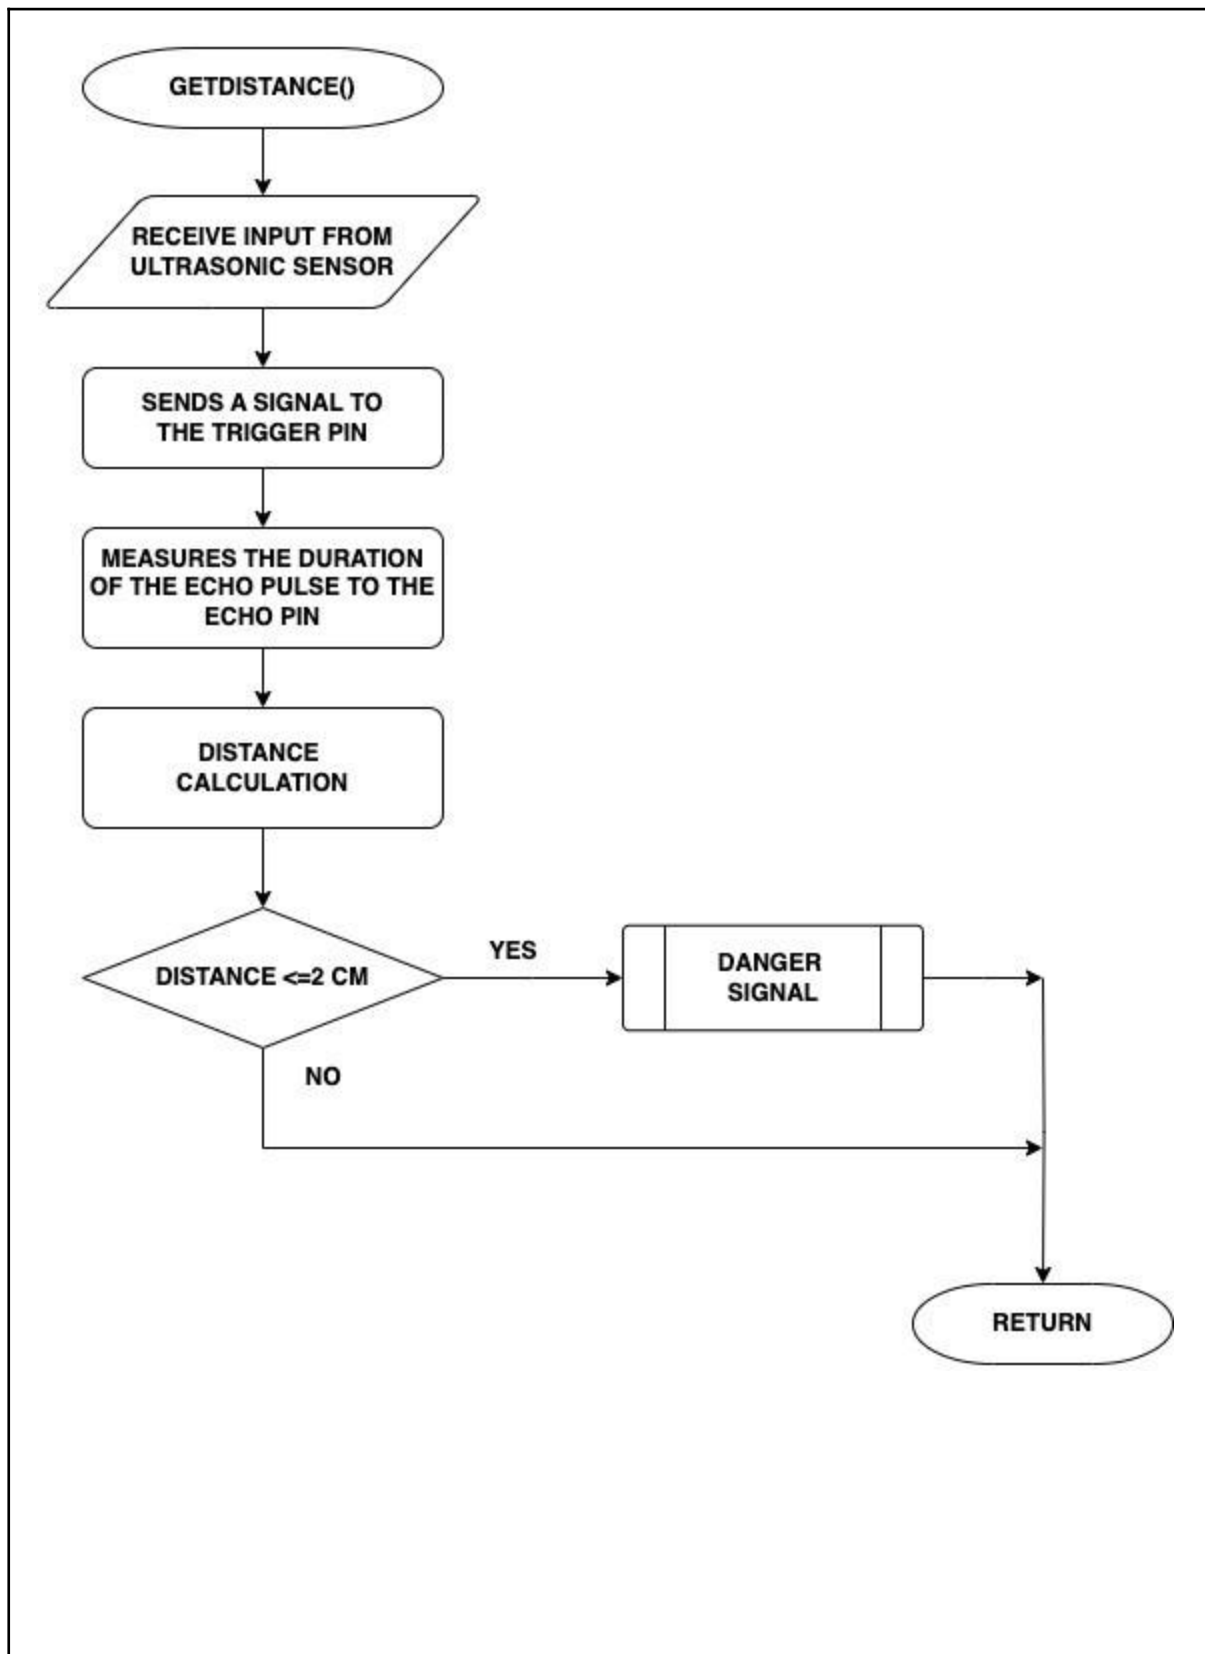 GETDISTANCE()
RECEIVE INPUT FROM
ULTRASONIC SENSOR
SENDS A SIGNAL TO
THE TRIGGER PIN
MEASURES THE DURATION
OF THE ECHO PULSE TO THE
ECHO PIN
DISTANCE
CALCULATION
DISTANCE <=2 CM
YES
DANGER
SIGNAL
NO
RETURN